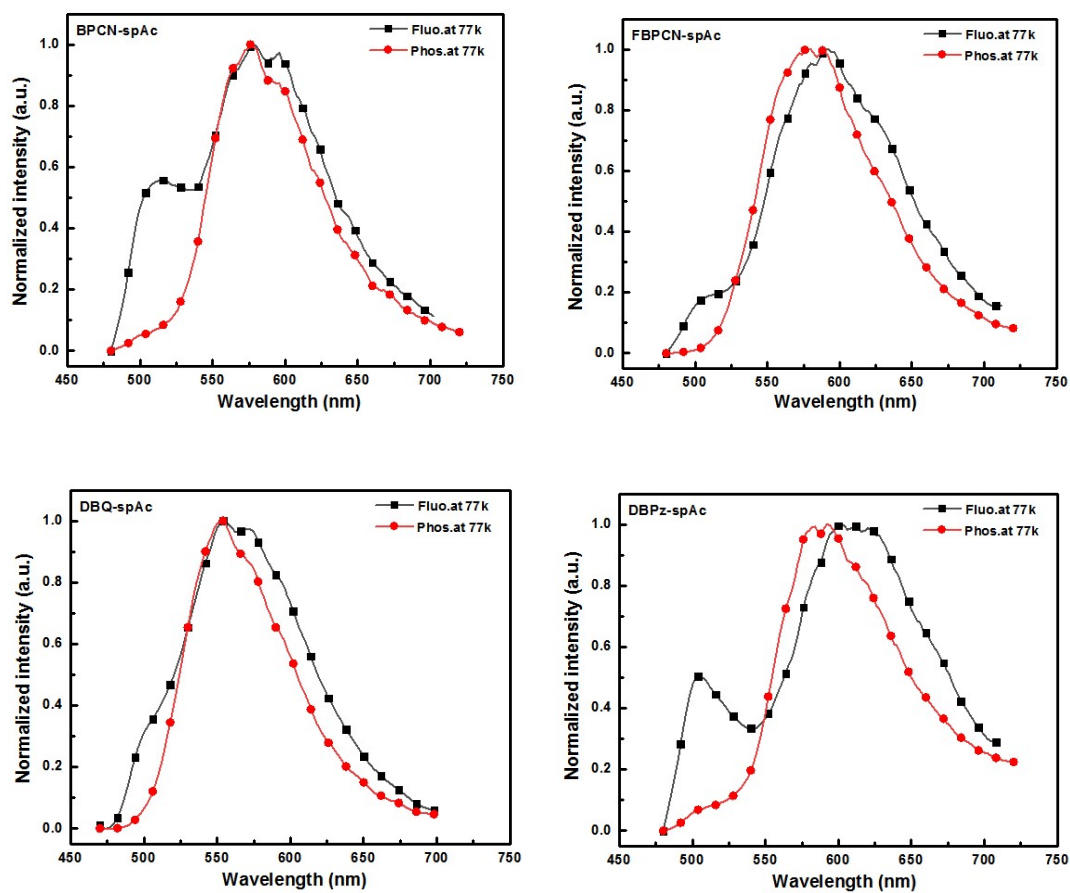 BPCN-spAc
Fluo.at 77k
Phos.at 77k
1.0
0.8
0.6
0.4
0.2
0.0
Normalized intensity (a.u.)
450 500 550 600 650 700 750
Wavelength (nm)
FBPCN-spAc
Fluo.at 77k
Phos.at 77k
1.0
0.8
0.6
0.4
0.2
0.0
Normalized intensity (a.u.)
450 500 550 600 650 700 750
Wavelength (nm)
DBQ-spAc
Fluo.at 77k
Phos.at 77k
1.0
0.8
0.6
0.4
0.2
0.0
Normalized intensity (a.u.)
450 500 550 600 650 700 750
Wavelength (nm)
DBPz-spAc
Fluo.at 77k
Phos.at 77k
1.0
0.8
0.6
0.4
0.2
0.0
Normalized intensity (a.u.)
450 500 550 600 650 700 750
Wavelength (nm)